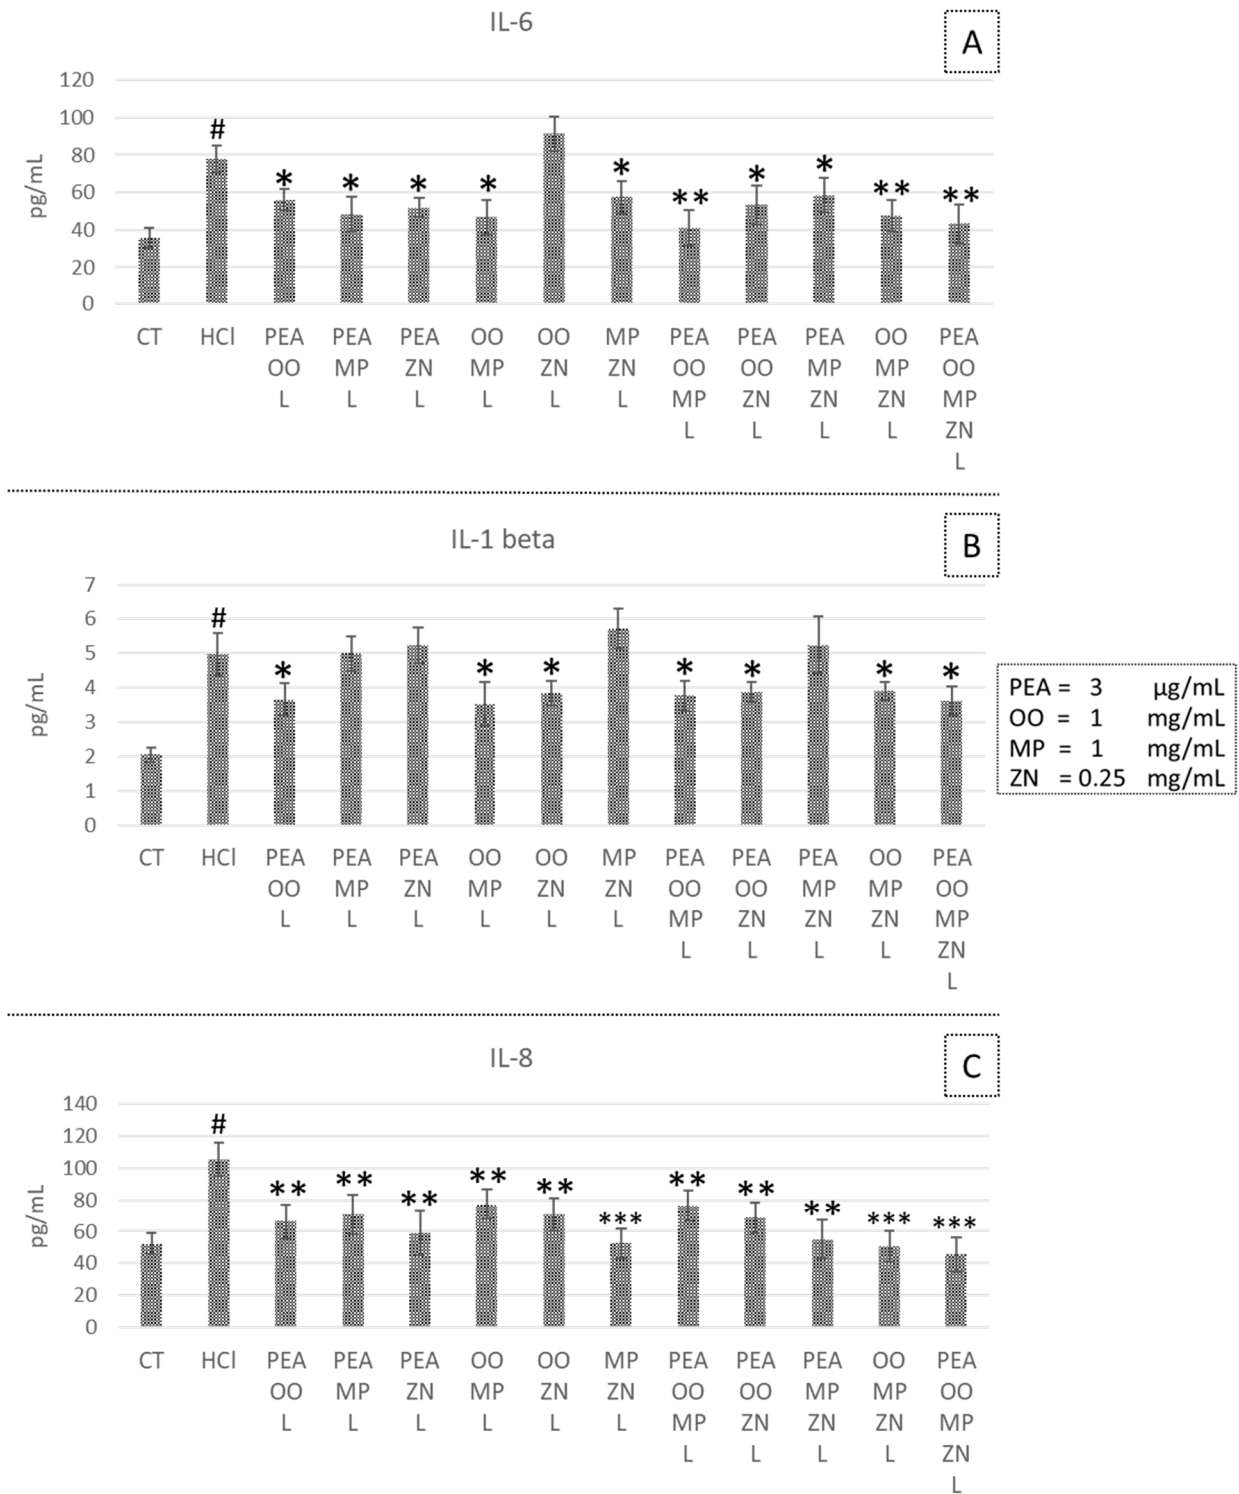 IL-6
A
120
100
80
60
40
20
0
pg/mL
#
*
*
*
*
*
**
*
*
**
**
CT HCl PEA PEA PEA OO OO MP PEA PEA PEA OO PEA
OO MP ZN MP ZN ZN OO OO MP MP OO
L L L L L L MP ZN ZN ZN MP
L L L L ZN
L
IL-1 beta
B
7
6
5
4
3
2
1
0
pg/mL
#
*
*
*
*
*
*
*
CT HCl PEA PEA PEA OO OO MP PEA PEA PEA OO PEA
OO MP ZN MP ZN ZN OO OO MP MP OO
L L L L L L MP ZN ZN ZN MP
L L L L ZN
L
PEA = 3 µg/mL
OO = 1 mg/mL
MP = 1 mg/mL
ZN = 0.25 mg/mL
IL-8
C
140
120
100
80
60
40
20
0
pg/mL
#
**
**
**
**
**
***
**
**
**
***
***
CT HCl PEA PEA PEA OO OO MP PEA PEA PEA OO PEA
OO MP ZN MP ZN ZN OO OO MP MP OO
L L L L L L MP ZN ZN ZN MP
L L L L ZN
L